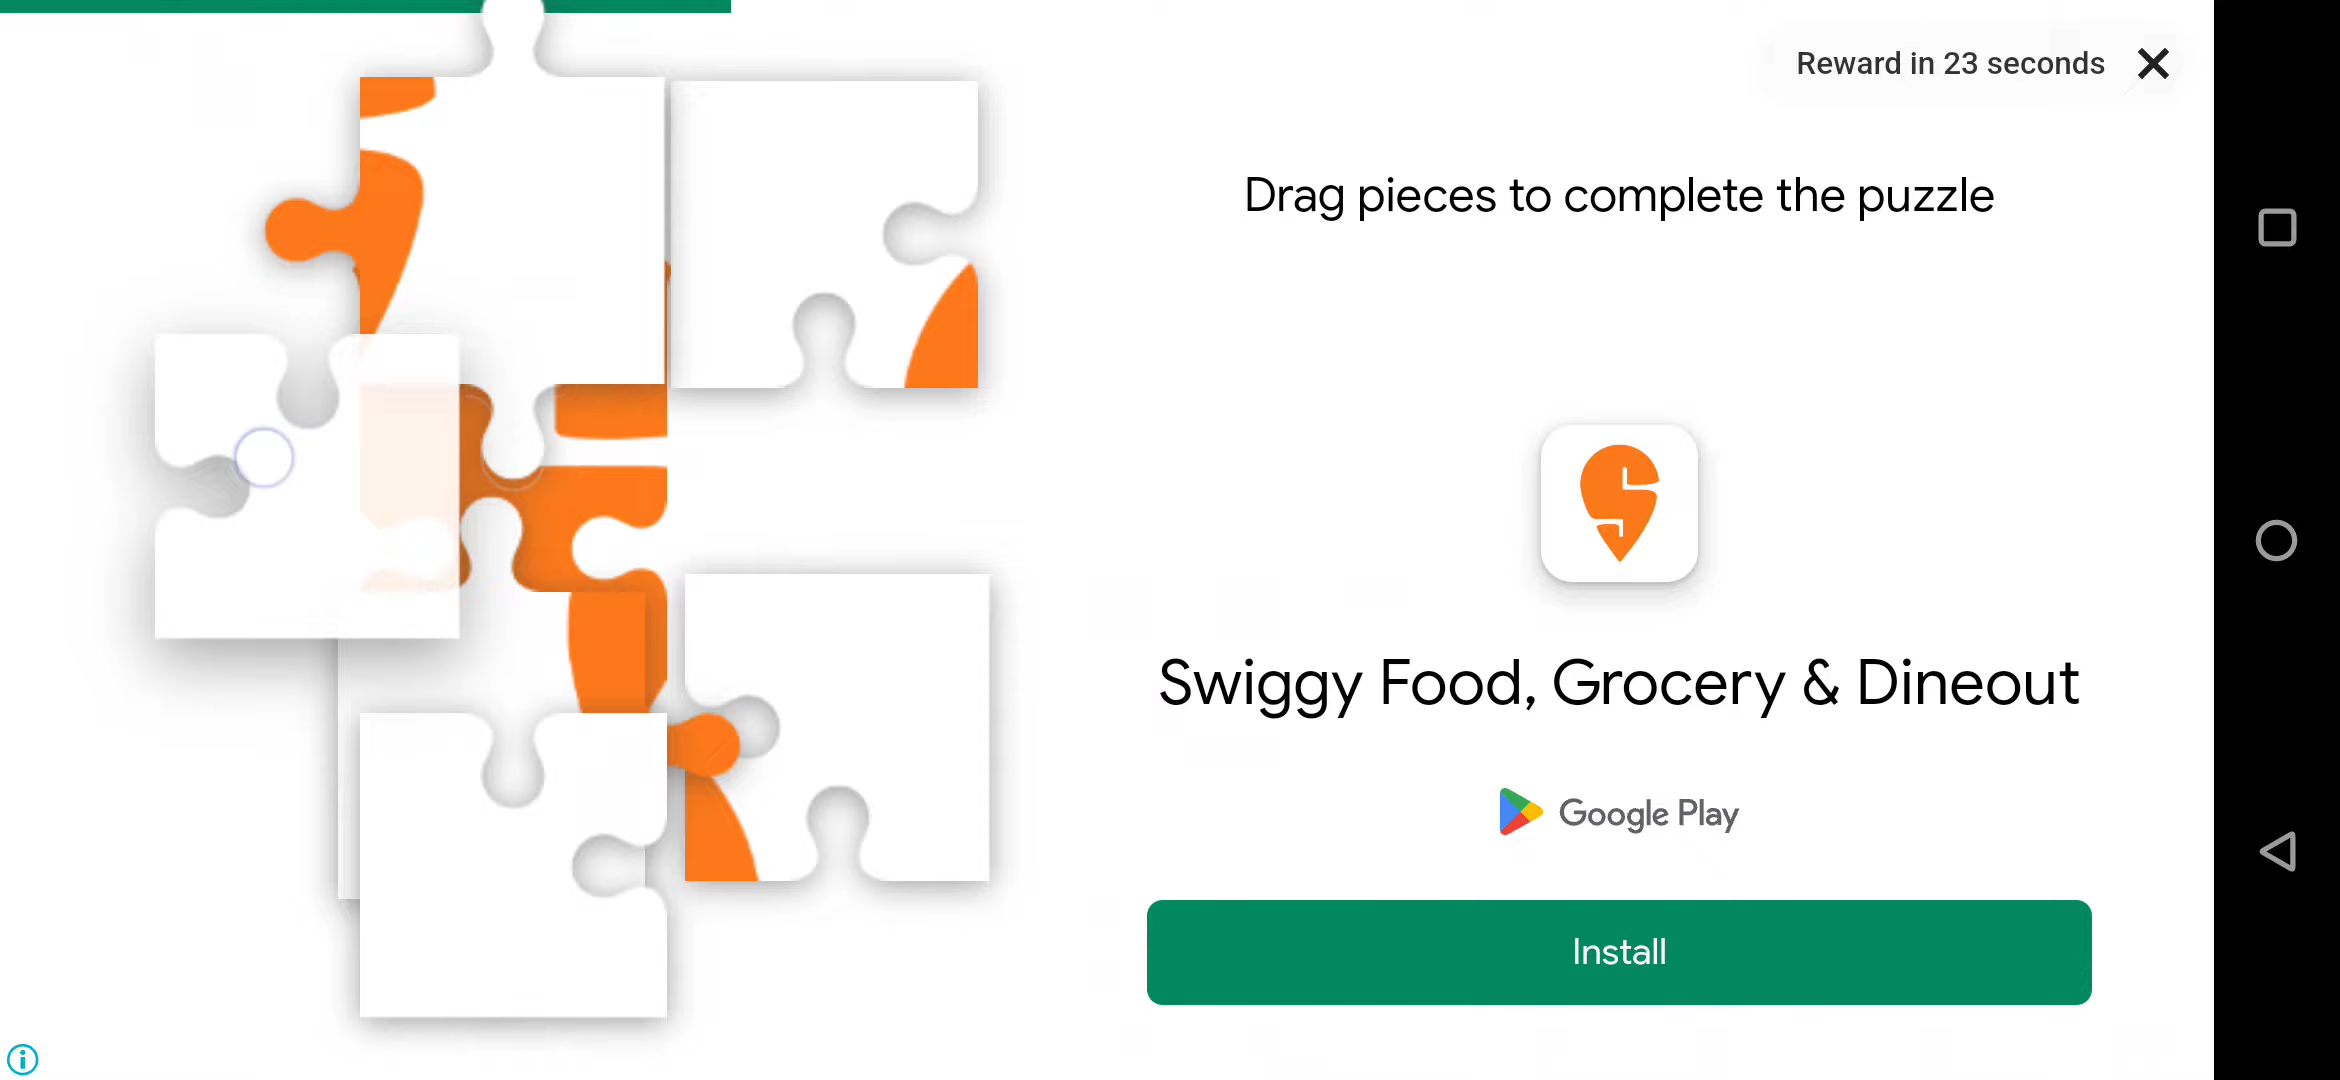 Reward in 23 seconds
Drag pieces to complete the puzzle
Swiggy Food, Grocery & Dineout
Google Play
Install